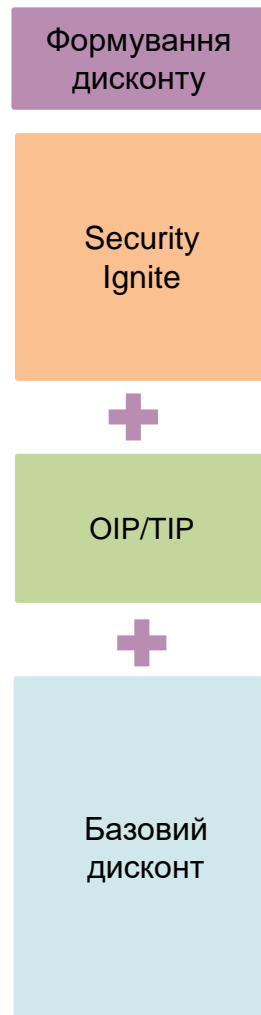 Формування
дисконту
Security
Ignite
OIP/TIP
Базовий
дисконт